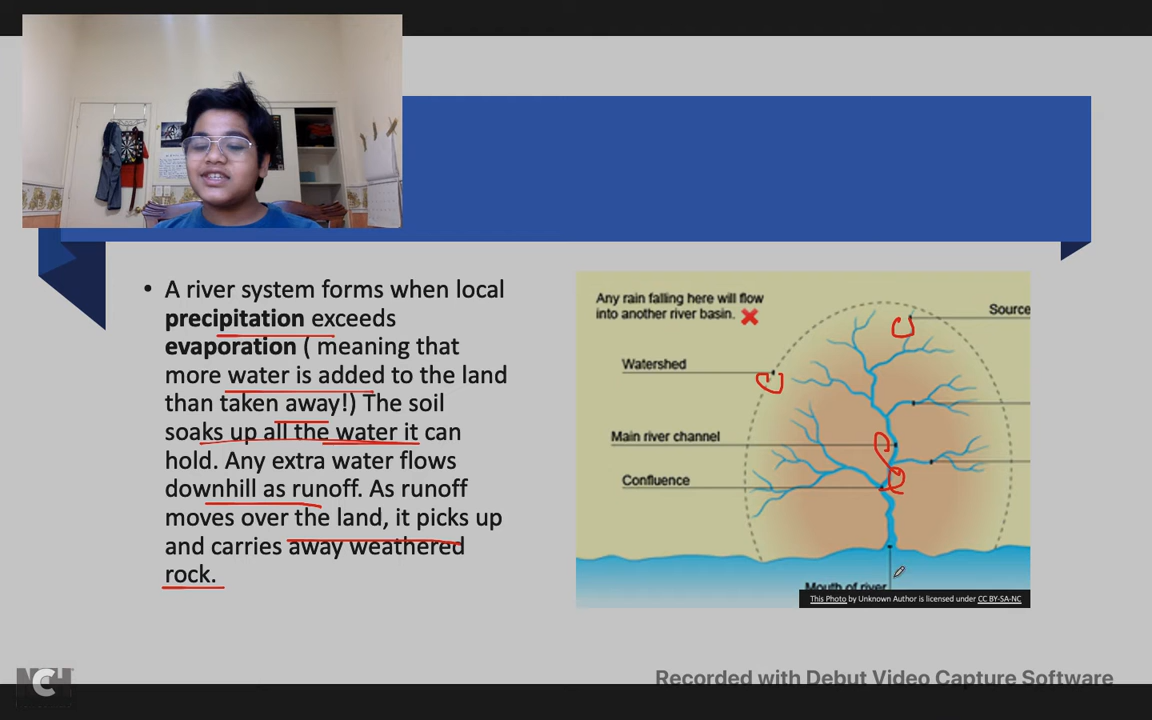 • A river system forms when local
precipitation exceeds
evaporation ( meaning that
more water is added to the land
than taken away!) The soil
soaks up all the water it can
hold. Any extra water flows
downhill as runoff. As runoff
moves over the land, it picks up
and carries away weathered
rock.
Any rain falling here will flow
into another river basin.
Source
Watershed
Main river channel
Confluence
Mouth of river
This Photo by Unknown Author is licensed under CC BY-SA-NC
NCH
Recorded with Debut Video Capture Software